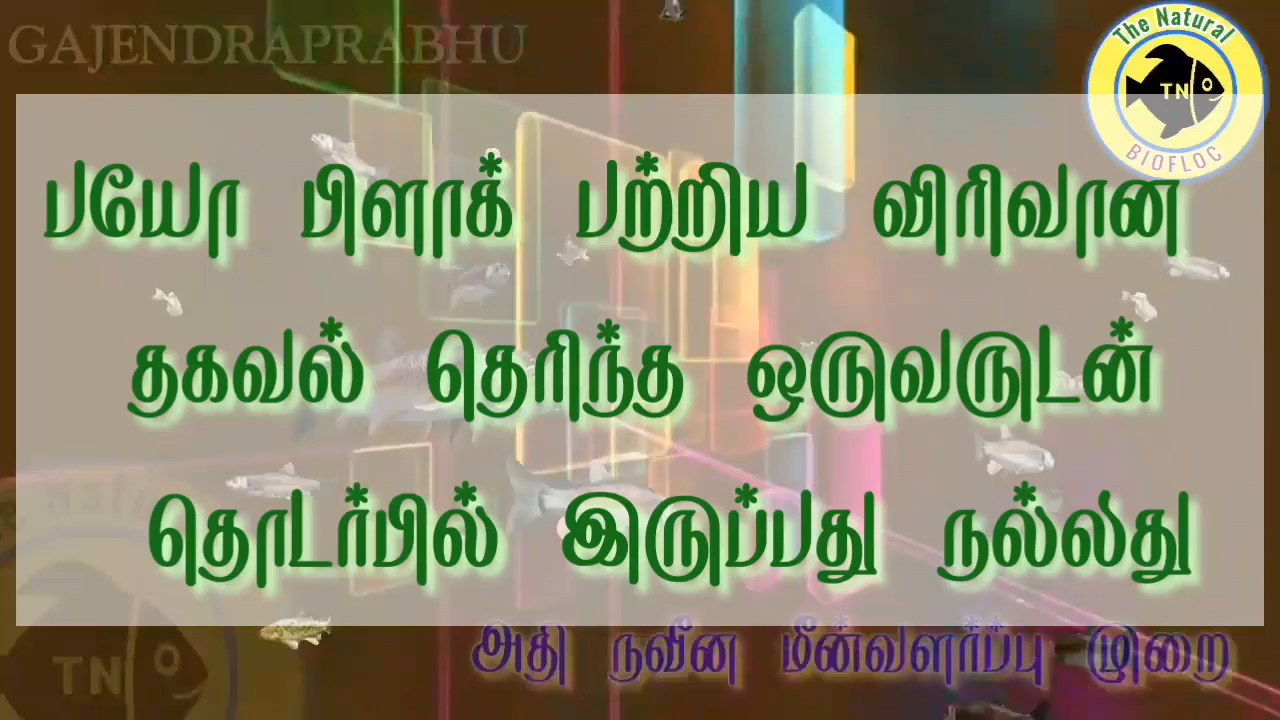 GAJENDRAPRABHU
The Natural
TN
BIOFLOC
பயோ பிளாக் பற்றிய விரிவான
தகவல் தெரிந்த ஒருவருடன்
தொடர்பில் இருப்பது நல்லது
அதி நவீன மீன்வளர்ப்பு முறை
TN